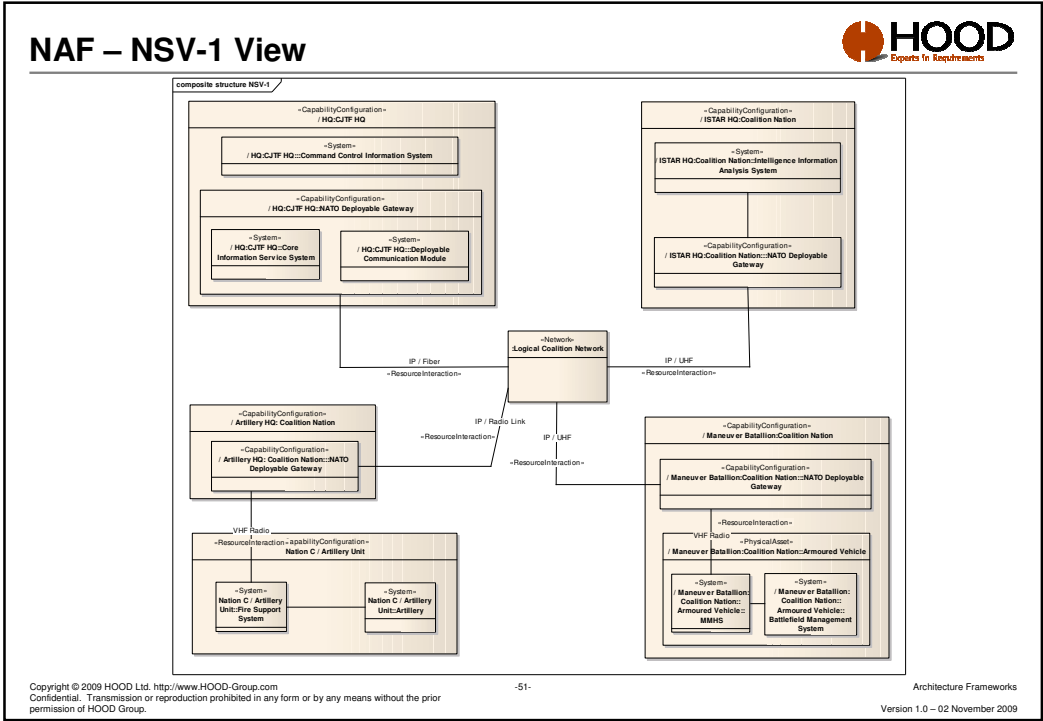 NAF – NSV-1 View
HOOD
Experts in Requirements
composite structure NSV-1
«CapabilityConfiguration»
/ HQ:CJTF HQ
«System»
/ HQ:CJTF HQ:::Command Control Information System
«CapabilityConfiguration»
/ HQ:CJTF HQ::NATO Deployable Gateway
«System»
/ HQ:CJTF HQ::Core
Information Service System
«System»
/ HQ:CJTF HQ:::Deployable
Communication Module
«CapabilityConfiguration»
/ ISTAR HQ:Coalition Nation
«System»
/ ISTAR HQ:Coalition Nation::Intelligence Information
Analysis System
«CapabilityConfiguration»
/ ISTAR HQ:Coalition Nation:::NATO Deployable
Gateway
«Network»
:Logical Coalition Network
IP / Fiber
«ResourceInteraction»
IP / UHF
«ResourceInteraction»
IP / Radio Link
«ResourceInteraction»
IP / UHF
«ResourceInteraction»
«CapabilityConfiguration»
/ Artillery HQ: Coalition Nation
«CapabilityConfiguration»
/ Artillery HQ: Coalition Nation:::NATO
Deployable Gateway
VHF Radio
«ResourceInteraction»
apabilityConfiguration»
Nation C / Artillery Unit
«System»
Nation C / Artillery
Unit::Fire Support
System
«System»
Nation C / Artillery
Unit::Artillery
«CapabilityConfiguration»
/ Maneuver Batallion:Coalition Nation
«CapabilityConfiguration»
/ Maneuver Batallion:Coalition Nation:::NATO Deployable
Gateway
«ResourceInteraction»
VHF Radio
«PhysicalAsset»
/ Maneuver Batallion:Coalition Nation::Armoured Vehicle
«System»
/ Maneuver Batallion:
Coalition Nation::
Armoured Vehicle::
MMHS
«System»
/ Maneuver Batallion:
Coalition Nation::
Armoured Vehicle::
Battlefield Management
System
Copyright © 2009 HOOD Ltd. http://www.HOOD-Group.com
Confidential. Transmission or reproduction prohibited in any form or by any means without the prior
permission of HOOD Group.
-51-
Architecture Frameworks
Version 1.0 – 02 November 2009